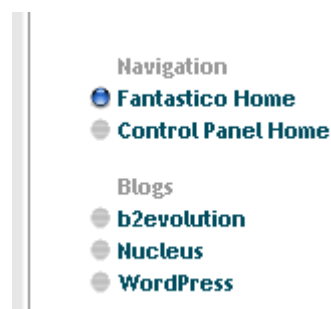 Navigation
Fantastico Home
Control Panel Home
Blogs
b2evolution
Nucleus
WordPress